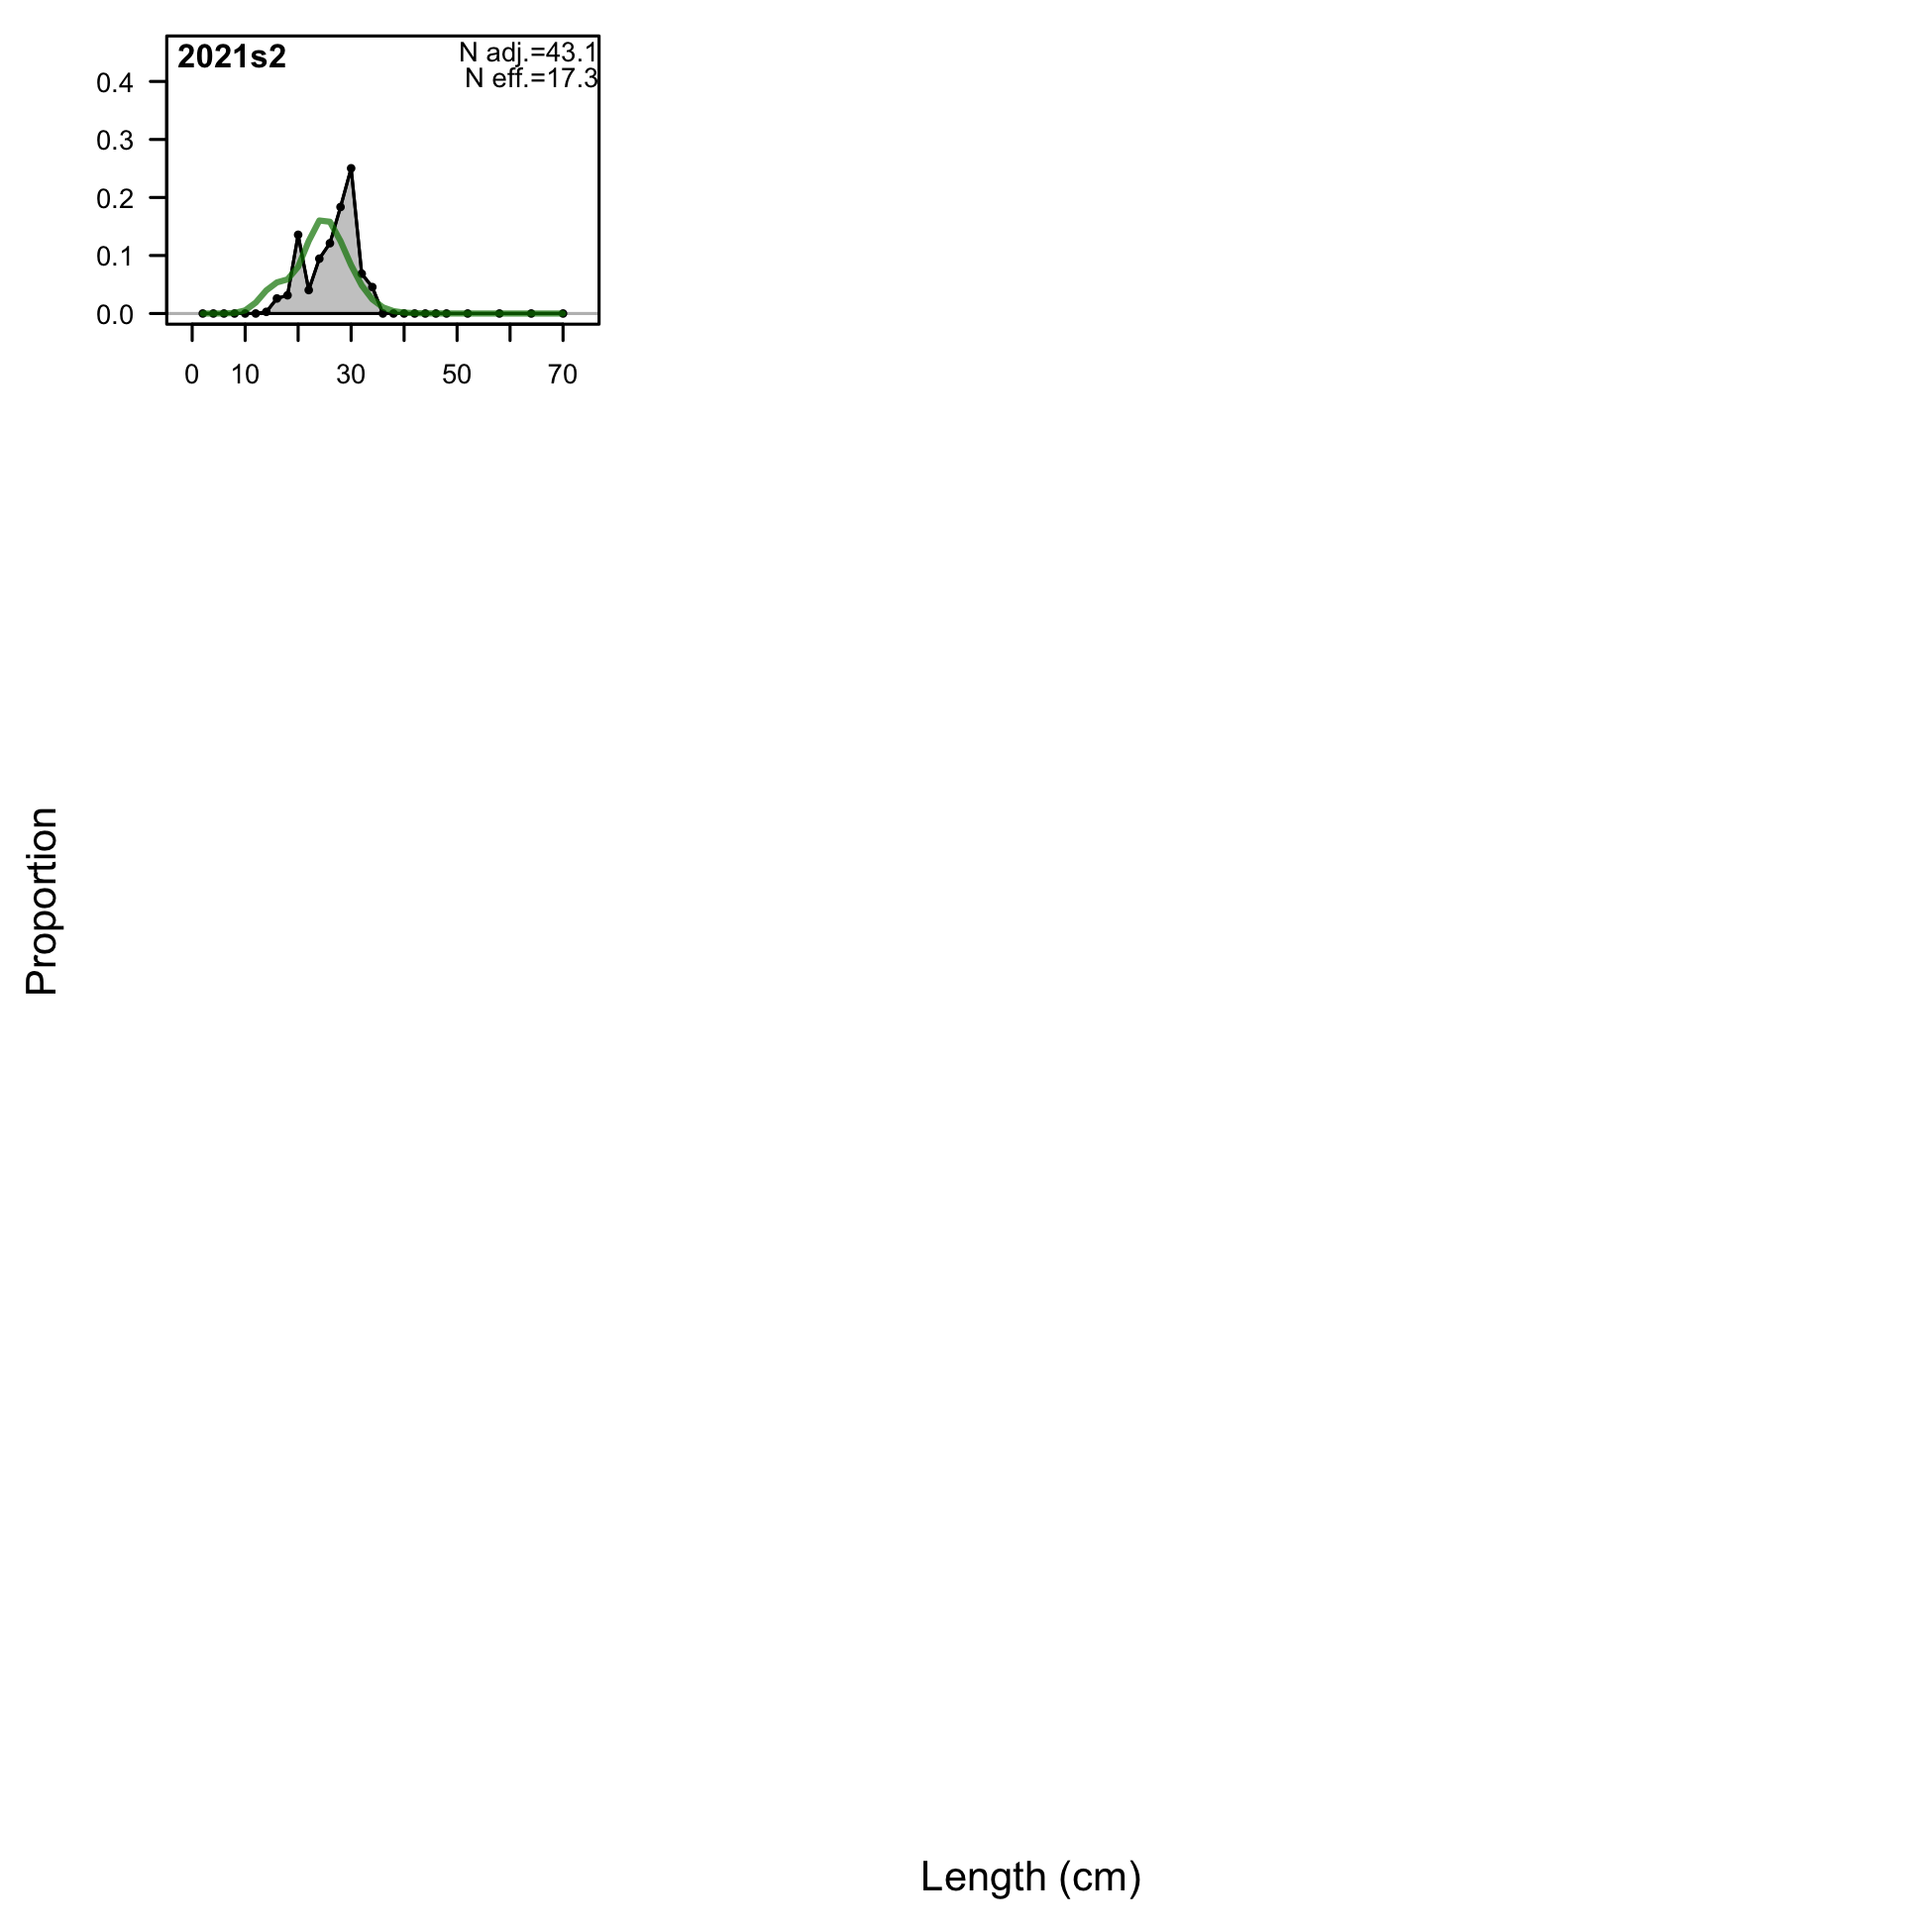 2021s2
N adj.=43.1
N eff.=17.3
0.4
0.3
0.2
0.1
0.0
0 10 30 50 70
Proportion
Length (cm)